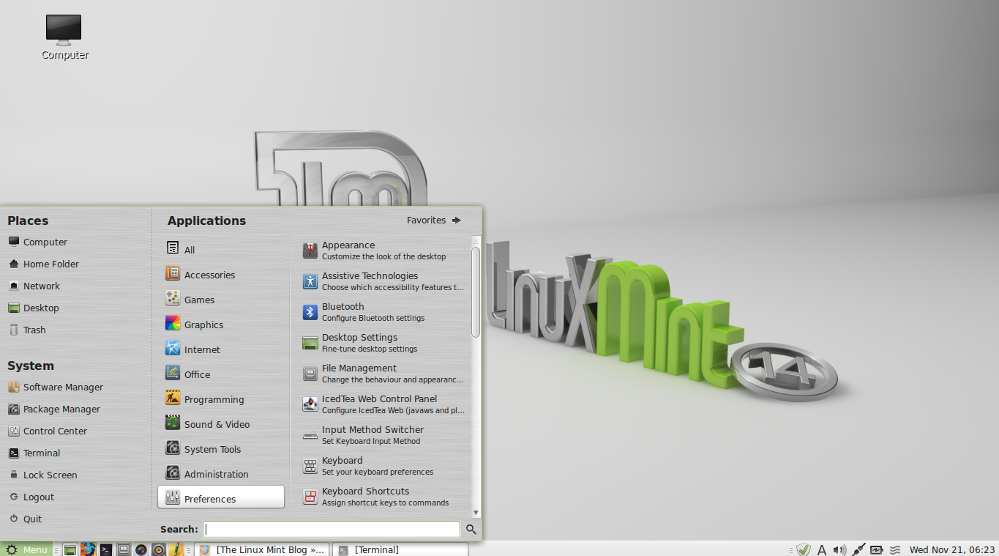 Computer
LinuxMint
14
Places
Computer
Home Folder
Network
Desktop
Trash
System
Software Manager
Package Manager
Control Center
Terminal
Lock Screen
Logout
Quit
Applications
Favorites
All
Accessories
Games
Graphics
Internet
Office
Programming
Sound & Video
System Tools
Administration
Preferences
Appearance
Customize the look of the desktop
Assistive Technologies
Choose which accessibility features t...
Bluetooth
Configure Bluetooth settings
Desktop Settings
Fine-tune desktop settings
File Management
Change the behaviour and appearanc...
IcedTea Web Control Panel
Configure IcedTea Web (javaws and pl...
Input Method Switcher
Set Keyboard Input Method
Keyboard
Set your keyboard preferences
Keyboard Shortcuts
Assign shortcut keys to commands
Search:
Menu
[The Linux Mint Blog »...
[Terminal]
A
Wed Nov 21, 06:23